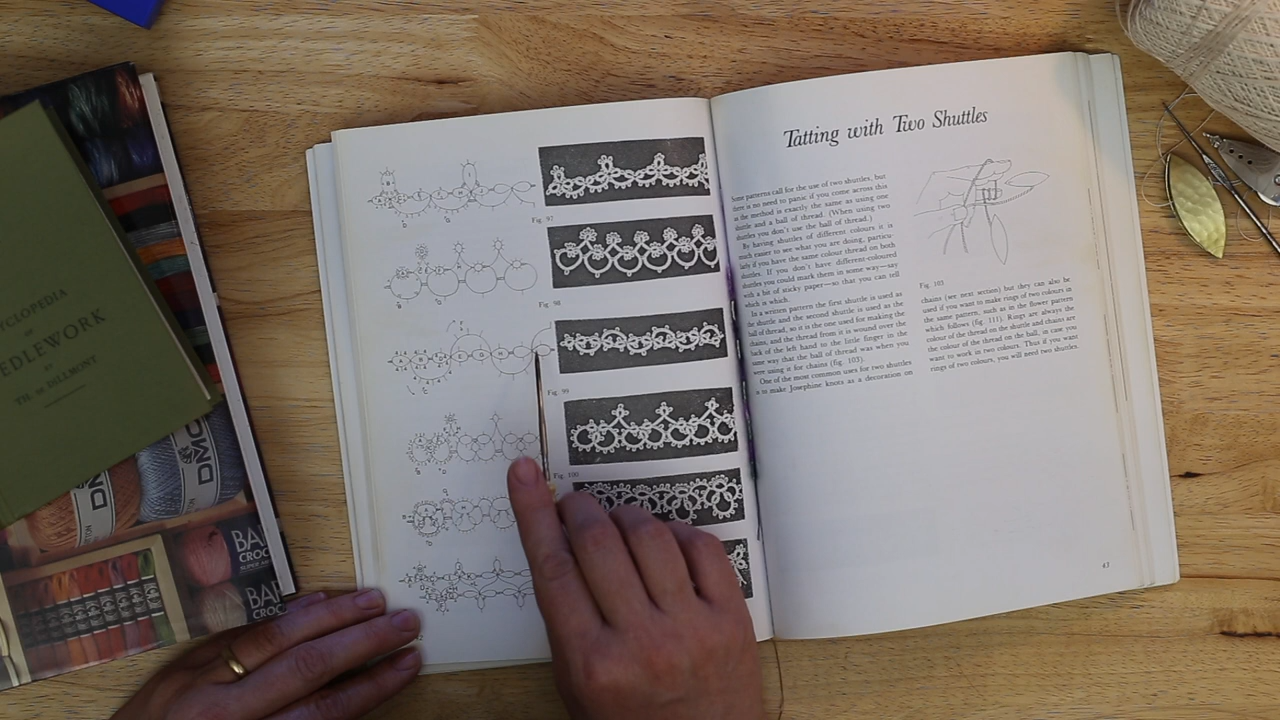 CYCLOPEDIA
OF
EDLEWORK
BY
TH. DE DILLMONT
DMC
DMC
BAR
CROC
BAR
CROC
Fig. 97
Fig. 98
Fig. 99
Fig. 100
Tatting with Two Shuttles
Some patterns call for the use of two shuttles, but
there is no need to panic if you come across this
as the method is exactly the same as using one
shuttle and a ball of thread. (When using two
shuttles you don't use the ball of thread.)
By having shuttles of different colours it is
much easier to see what you are doing, particu-
larly if you have the same colour thread on both
shuttles. If you don't have different-coloured
shuttles you could mark them in some way—say
with a bit of sticky paper—so that you can tell
which is which.
In a written pattern the first shuttle is used as
the shuttle and the second shuttle is used as the
ball of thread, so it is the one used for making the
chains, and the thread from it is wound over the
back of the left hand to the little finger in the
same way that the ball of thread was when you
were using it for chains (fig. 103).
One of the most common uses for two shuttles
is to make Josephine knots as a decoration on
Fig. 103
chains (see next section) but they can also be
used if you want to make rings of two colours in
the same pattern, such as in the flower pattern
which follows (fig. 111). Rings are always the
colour of the thread on the shuttle and chains are
the colour of the thread on the ball, in case you
want to work in two colours. Thus if you want
rings of two colours, you will need two shuttles.
43